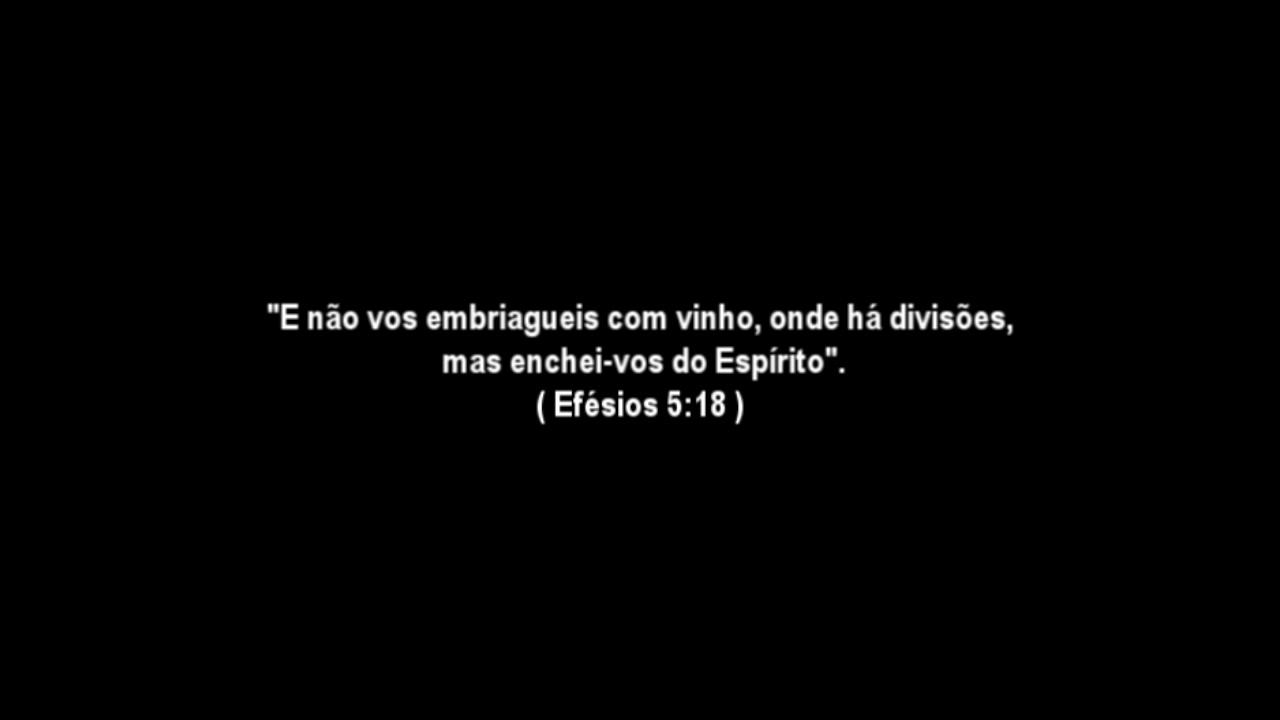 "E não vos embriagueis com vinho, onde há divisões,
mas enchei-vos do Espírito".
( Efésios 5:18 )